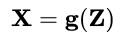 X = g(Z)